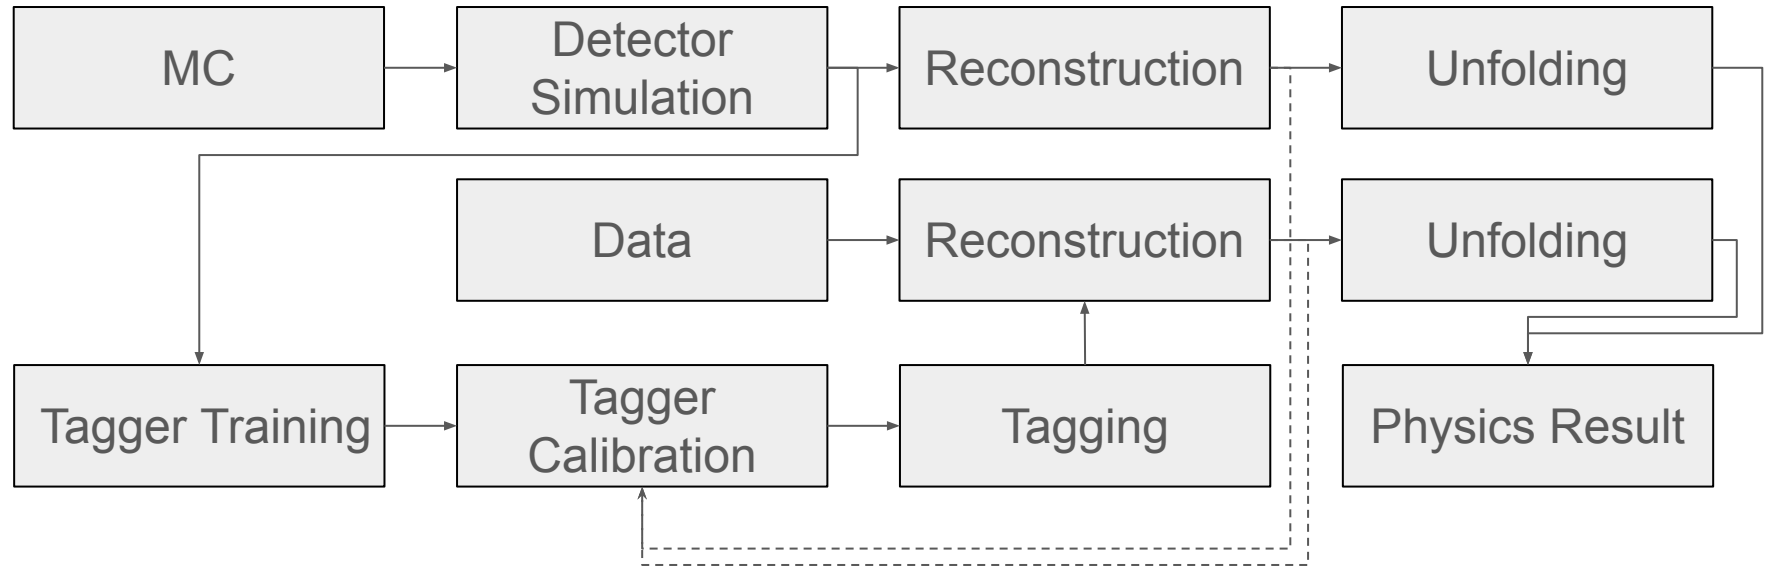 MC
Detector
Simulation
Reconstruction
Unfolding
Data
Reconstruction
Unfolding
Tagger Training
Tagger
Calibration
Tagging
Physics Result